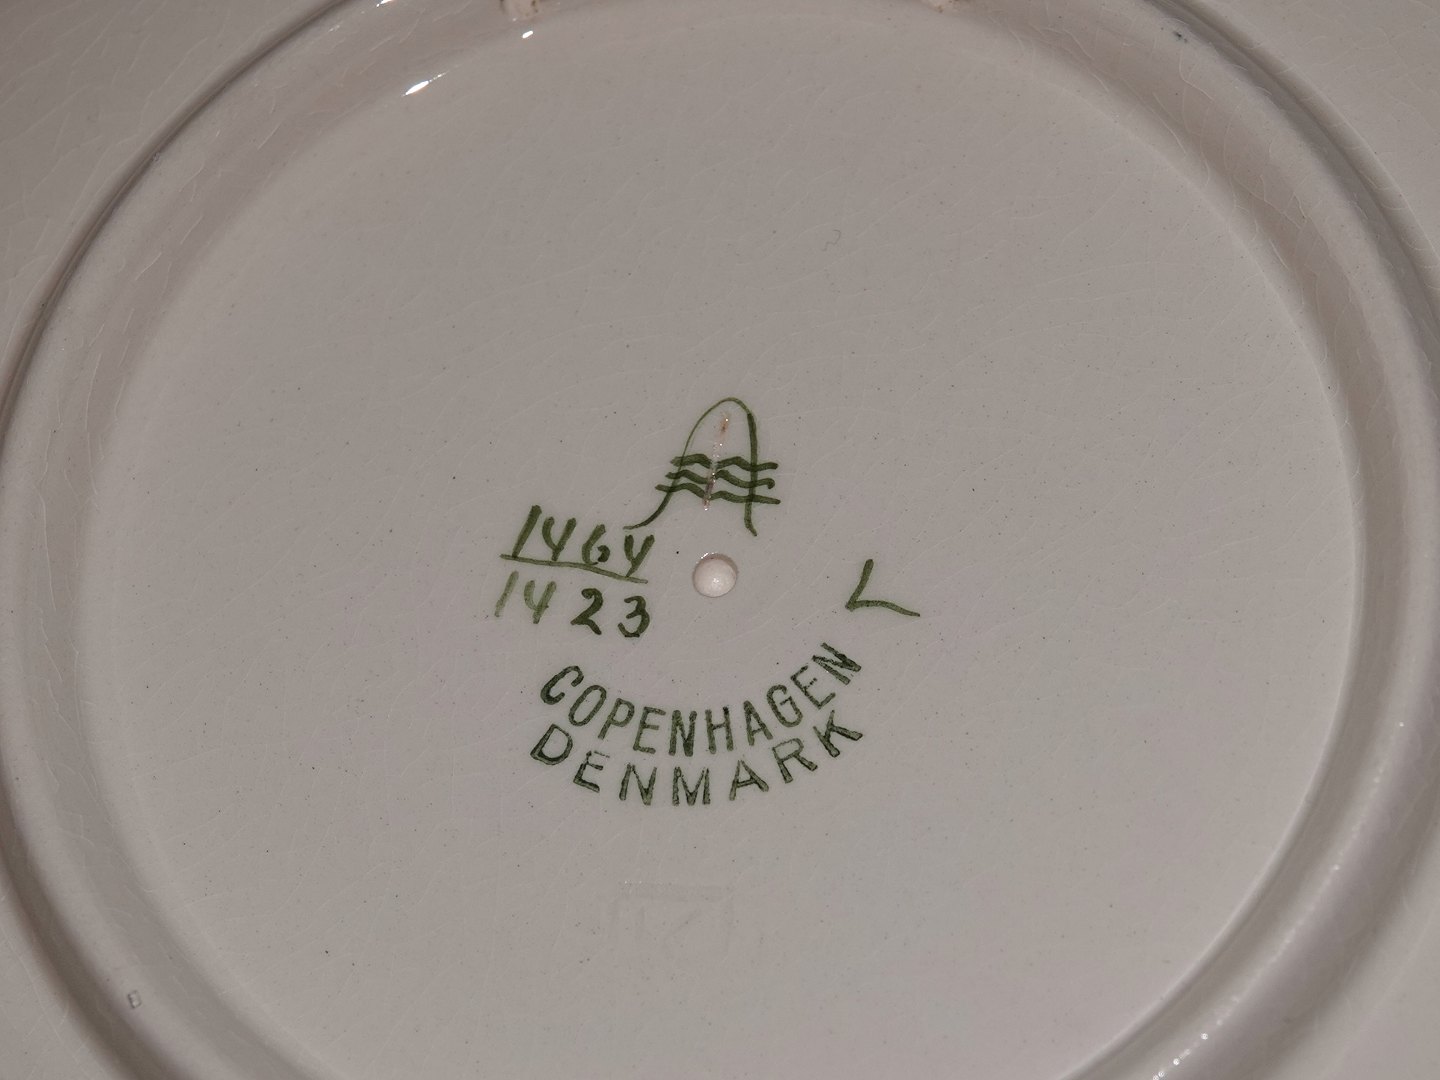 1464
1423
L
COPENHAGEN
DENMARK